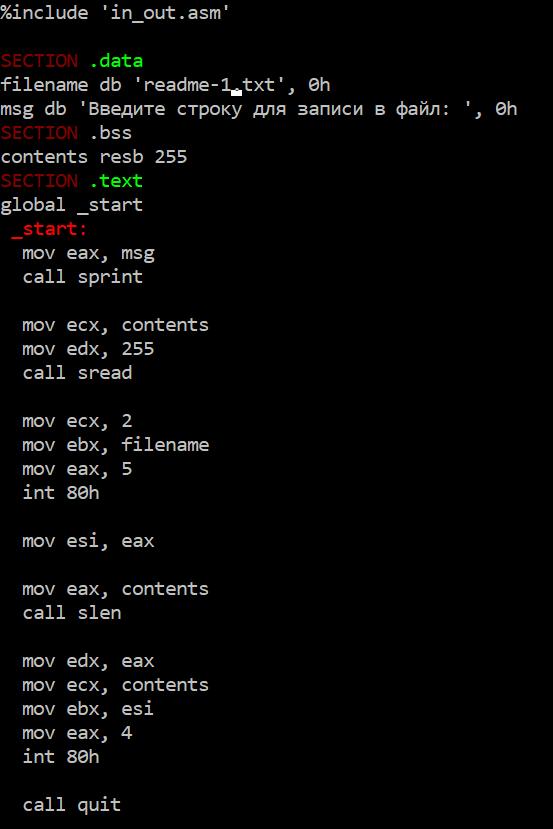 %include 'in_out.asm'
SECTION .data
filename db 'readme-1.txt', 0h
msg db 'Введите строку для записи в файл: ', 0h
SECTION .bss
contents resb 255
SECTION .text
global _start
_start:
mov eax, msg
call sprint
mov ecx, contents
mov edx, 255
call sread
mov ecx, 2
mov ebx, filename
mov eax, 5
int 80h
mov esi, eax
mov eax, contents
call slen
mov edx, eax
mov ecx, contents
mov ebx, esi
mov eax, 4
int 80h
call quit